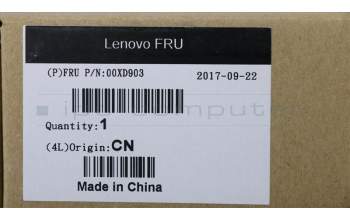 Lenovo FRU
(P)FRU P/N:00XD903 2017-09-22
Quantity:1
(4L)Origin:CN
Made in China